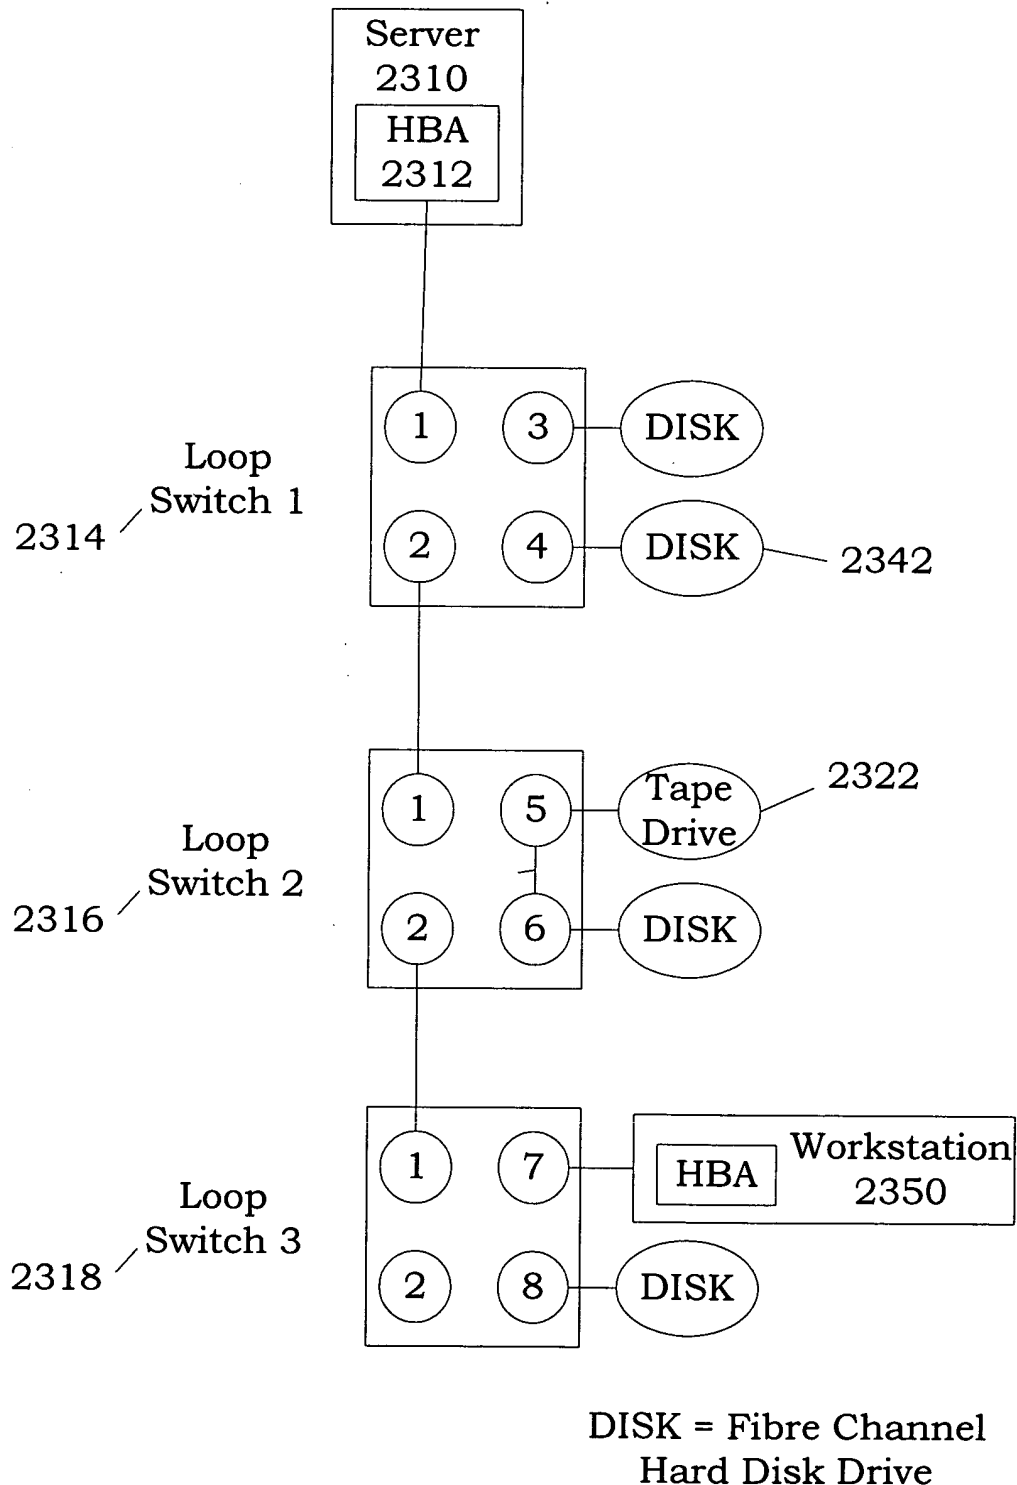 Server
2310
HBA
2312
1
3
DISK
Loop
Switch 1
2314
2
4
DISK
2342
1
5
Tape
Drive
2322
Loop
Switch 2
2316
2
6
DISK
1
7
HBA
Workstation
2350
Loop
Switch 3
2318
2
8
DISK
DISK = Fibre Channel
Hard Disk Drive